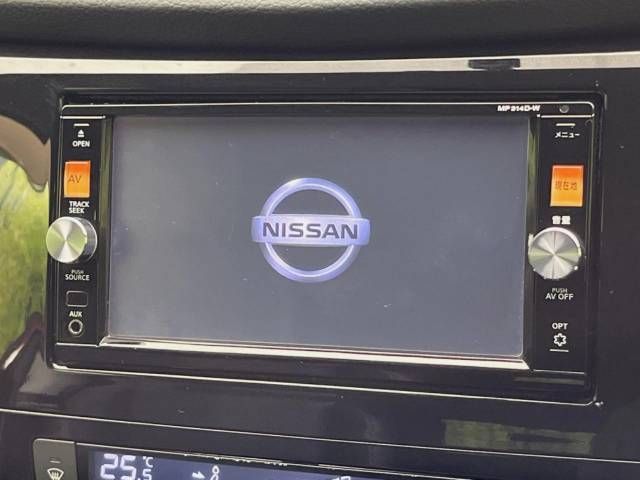 MP314D-W
OPEN
AV
TRACK
SEEK
PUSH
SOURCE
AUX
NISSAN
メニュー
現在地
音量
PUSH
AV OFF
OPT
25.5
°C